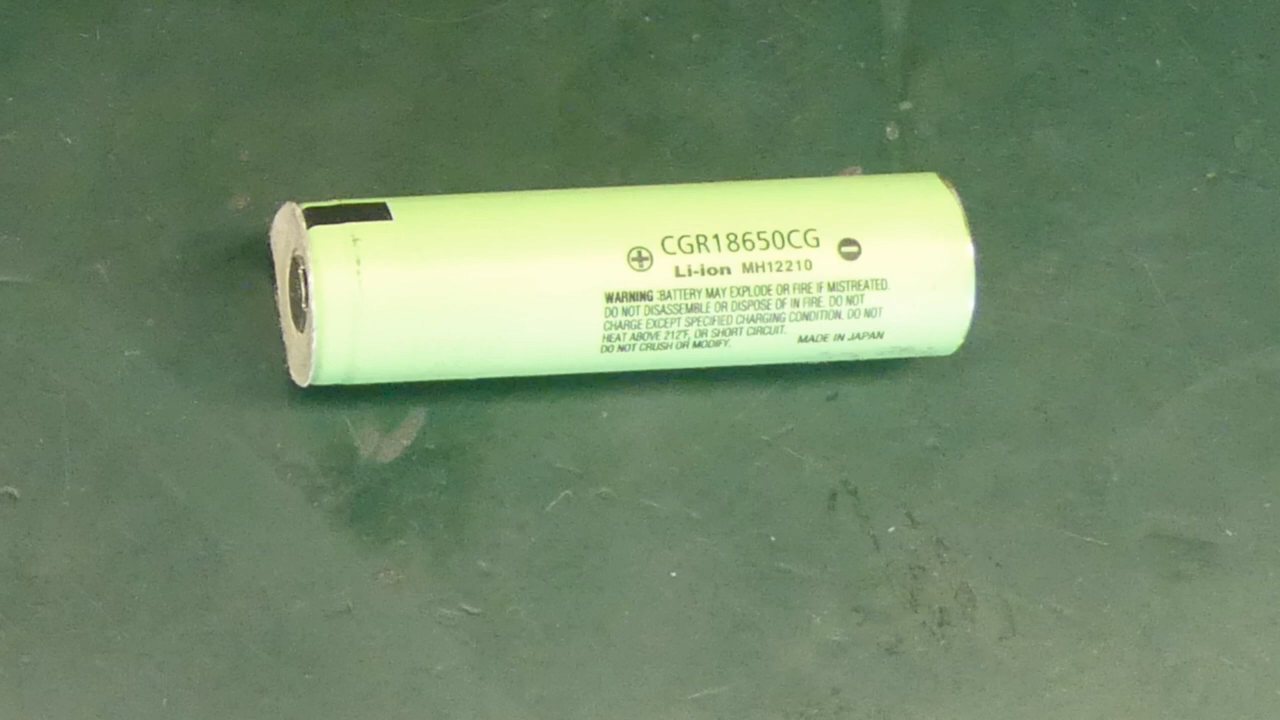 ⊕ CGR18650CG ⊖
Li-ion MH12210
WARNING :BATTERY MAY EXPLODE OR FIRE IF MISTREATED.
DO NOT DISASSEMBLE OR DISPOSE OF IN FIRE. DO NOT
CHARGE EXCEPT SPECIFIED CHARGING CONDITION. DO NOT
HEAT ABOVE 212°F, OR SHORT CIRCUIT.
DO NOT CRUSH OR MODIFY. MADE IN JAPAN